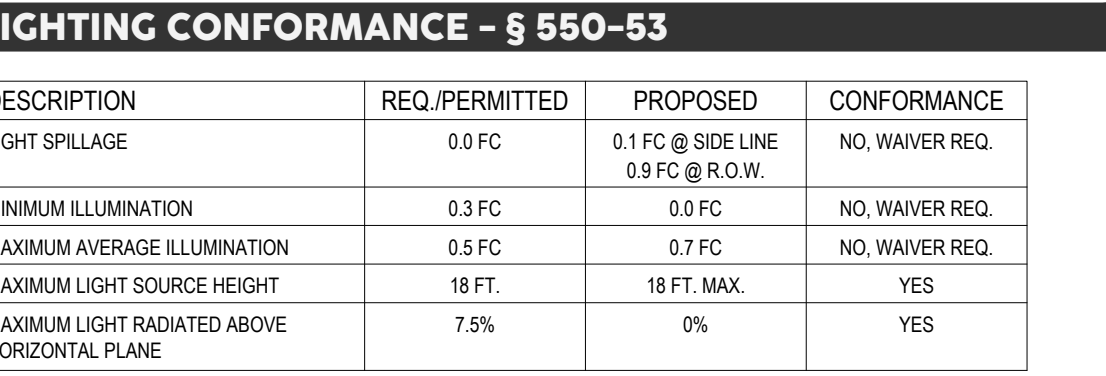 IGHTING CONFORMANCE - § 550-53
ESCRIPTION REQ./PERMITTED PROPOSED CONFORMANCE
GHT SPILLAGE 0.0 FC 0.1 FC @ SIDE LINE NO, WAIVER REQ.
0.9 FC @ R.O.W.
INIMUM ILLUMINATION 0.3 FC 0.0 FC NO, WAIVER REQ.
AXIMUM AVERAGE ILLUMINATION 0.5 FC 0.7 FC NO, WAIVER REQ.
AXIMUM LIGHT SOURCE HEIGHT 18 FT. 18 FT. MAX. YES
AXIMUM LIGHT RADIATED ABOVE 7.5% 0% YES
ORIZONTAL PLANE